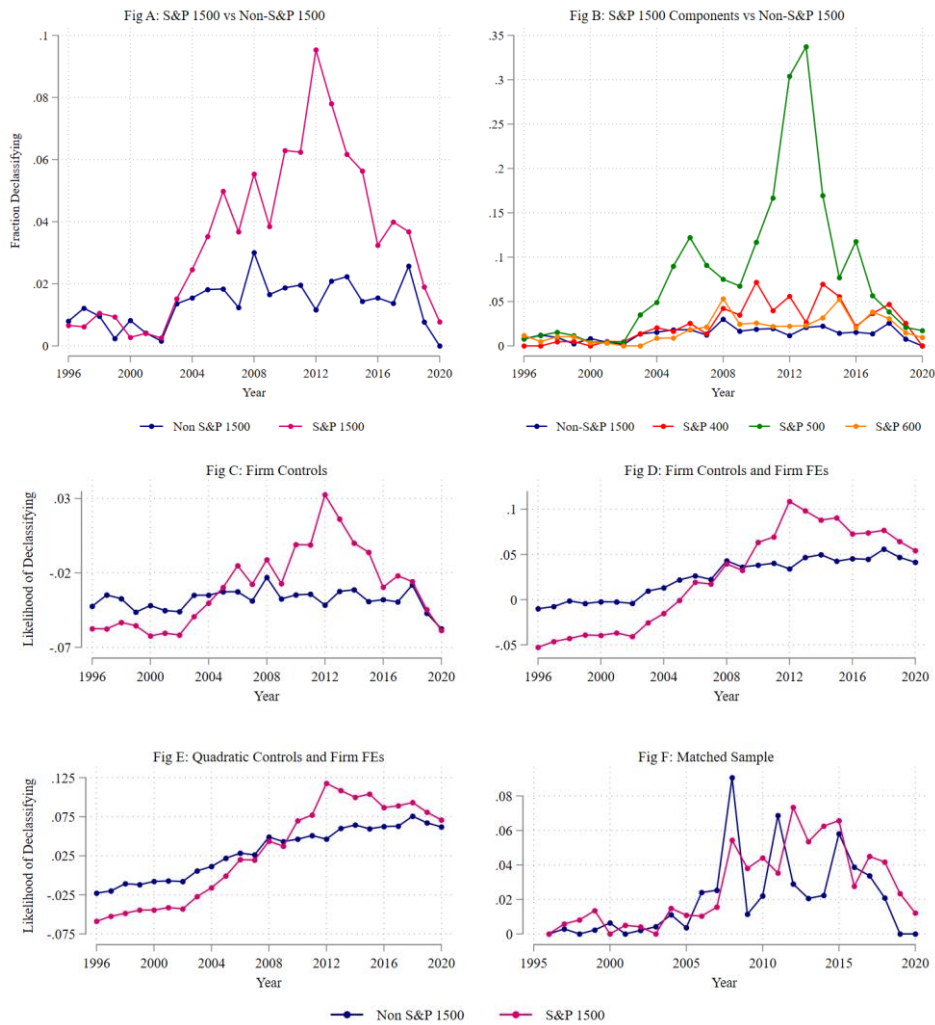 Fig A: S&P 1500 vs Non-S&P 1500
Fraction Declassifying
.1
.08
.06
.04
.02
0
1996 2000 2004 2008 2012 2016 2020
Year
Non S&P 1500 S&P 1500
Fig B: S&P 1500 Components vs Non-S&P 1500
.35
.3
.25
.2
.15
.1
.05
0
1996 2000 2004 2008 2012 2016 2020
Year
Non-S&P 1500 S&P 400 S&P 500 S&P 600
Fig C: Firm Controls
Likelihood of Declassifying
.03
-.02
-.07
1996 2000 2004 2008 2012 2016 2020
Year
Fig D: Firm Controls and Firm FEs
Likelihood of Declassifying
.1
.05
0
-.05
1996 2000 2004 2008 2012 2016 2020
Year
Fig E: Quadratic Controls and Firm FEs
Likelihood of Declassifying
.125
.075
.025
-.025
-.075
1996 2000 2004 2008 2012 2016 2020
Year
Fig F: Matched Sample
.08
.06
.04
.02
0
1995 2000 2005 2010 2015 2020
Year
Non S&P 1500 S&P 1500